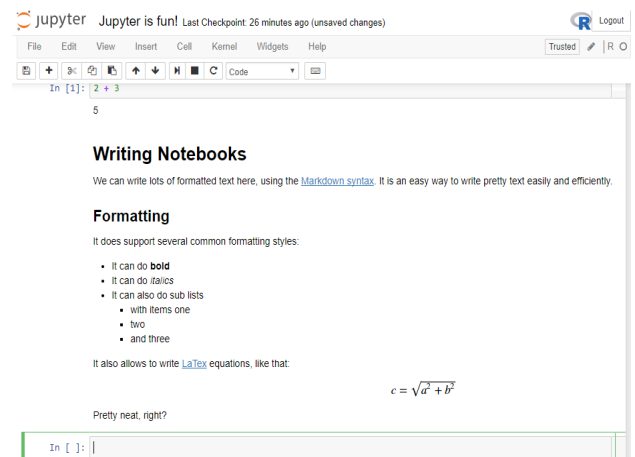 jupyter Jupyter is fun! Last Checkpoint: 26 minutes ago (unsaved changes) R Logout
File Edit View Insert Cell Kernel Widgets Help Trusted R
Code
In [1]: 2 + 3
5
Writing Notebooks
We can write lots of formatted text here, using the Markdown syntax. It is an easy way to write pretty text easily and efficiently.
Formatting
It does support several common formatting styles:
It can do bold
It can do italics
It can also do sub lists
with items one
two
and three
It also allows to write LaTex equations, like that:
c = √a² + b²
Pretty neat, right?
In [ ]: